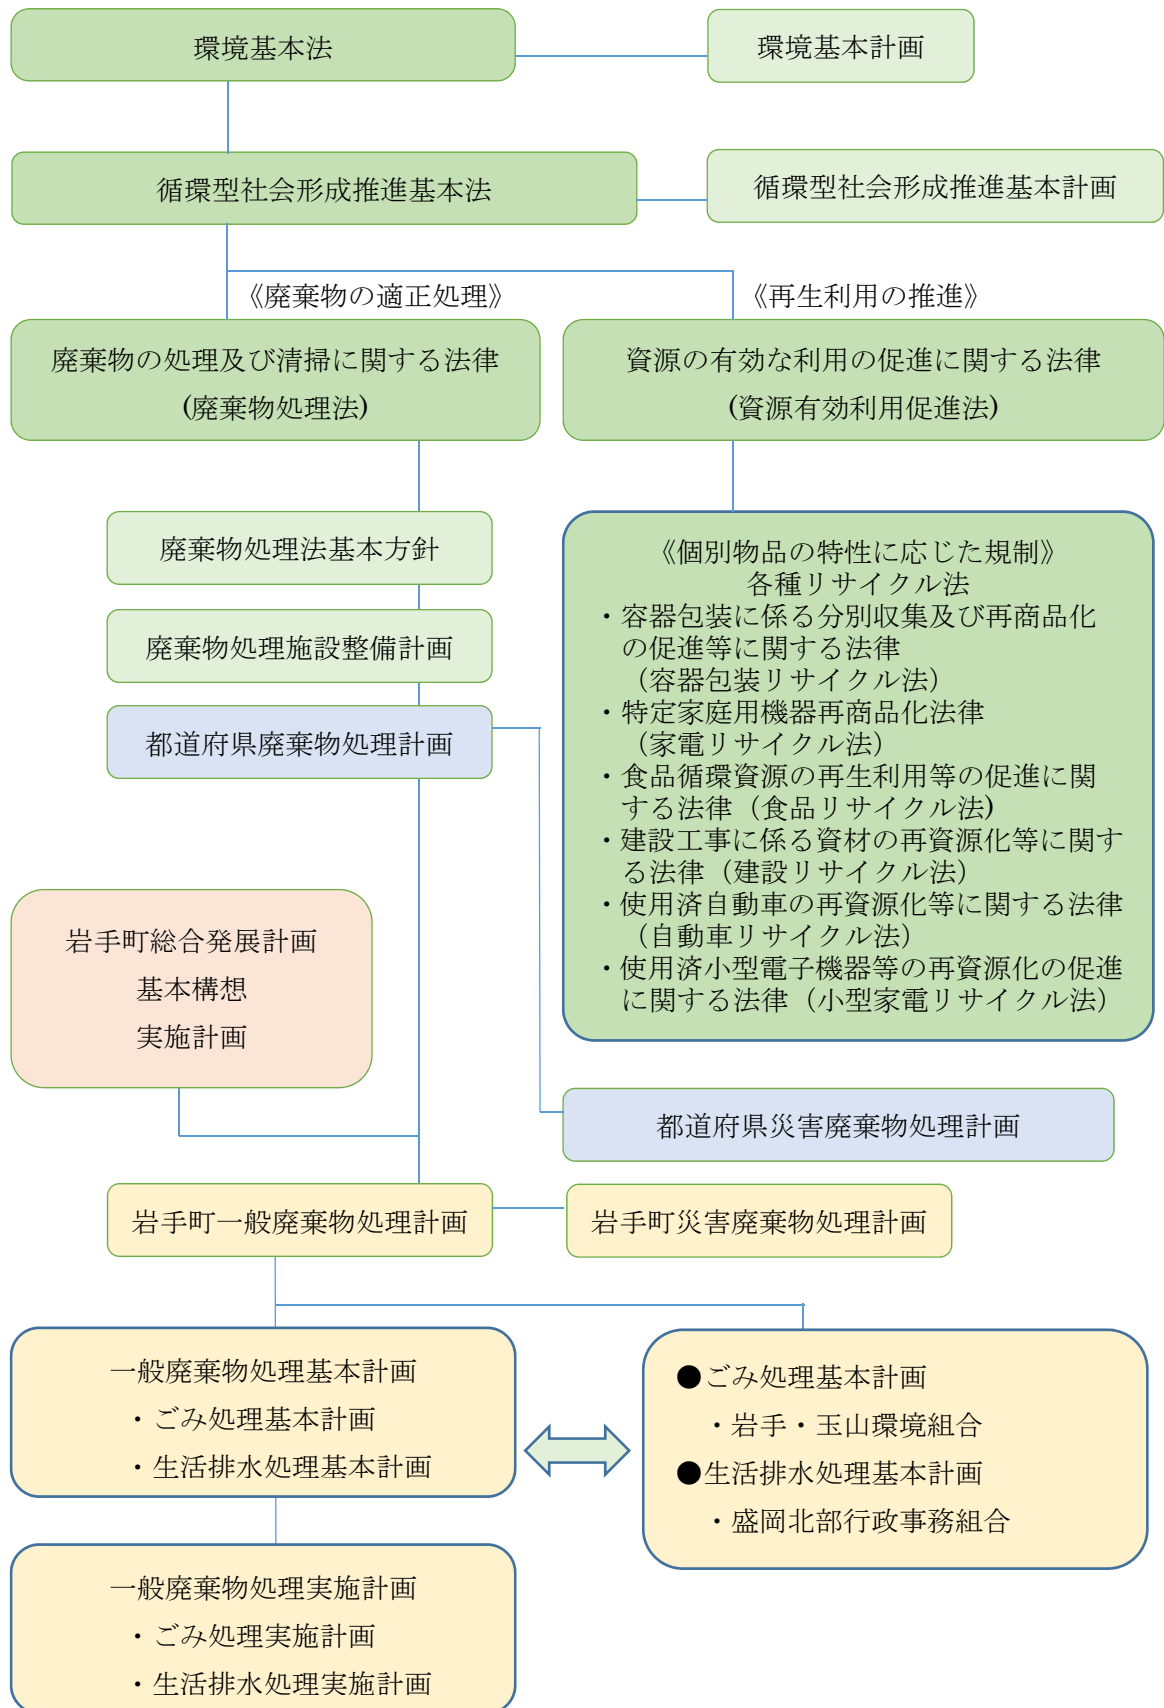 環境基本法
環境基本計画
循環型社会形成推進基本法
循環型社会形成推進基本計画
《廃棄物の適正処理》
《再生利用の推進》
廃棄物の処理及び清掃に関する法律
(廃棄物処理法)
資源の有効な利用の促進に関する法律
(資源有効利用促進法)
廃棄物処理法基本方針
廃棄物処理施設整備計画
都道府県廃棄物処理計画
《個別物品の特性に応じた規制》
各種リサイクル法
・容器包装に係る分別収集及び再商品化
の促進等に関する法律
（容器包装リサイクル法）
・特定家庭用機器再商品化法律
（家電リサイクル法）
・食品循環資源の再生利用等の促進に関
する法律（食品リサイクル法)
・建設工事に係る資材の再資源化等に関す
る法律（建設リサイクル法）
・使用済自動車の再資源化等に関する法律
（自動車リサイクル法）
・使用済小型電子機器等の再資源化の促進
に関する法律（小型家電リサイクル法）
岩手町総合発展計画
基本構想
実施計画
都道府県災害廃棄物処理計画
岩手町一般廃棄物処理計画
岩手町災害廃棄物処理計画
一般廃棄物処理基本計画
・ごみ処理基本計画
・生活排水処理基本計画
●ごみ処理基本計画
・岩手・玉山環境組合
●生活排水処理基本計画
・盛岡北部行政事務組合
一般廃棄物処理実施計画
・ごみ処理実施計画
・生活排水処理実施計画